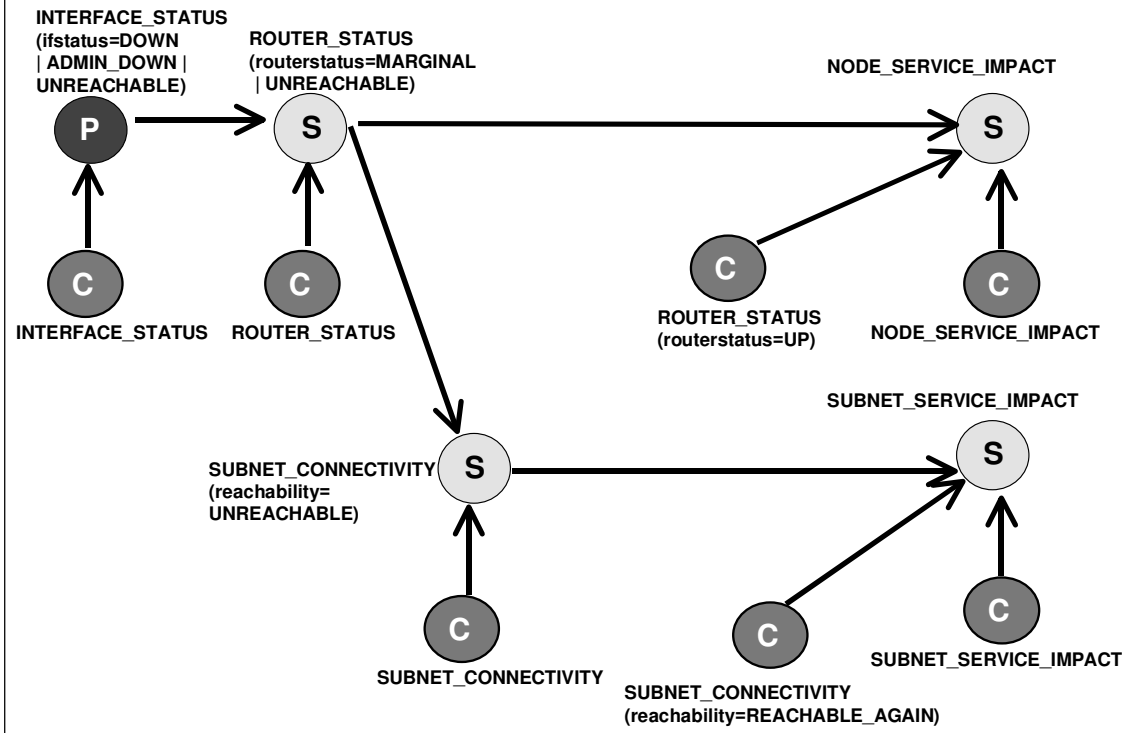 INTERFACE_STATUS
(ifstatus=DOWN
| ADMIN_DOWN |
UNREACHABLE)
ROUTER_STATUS
(routerstatus=MARGINAL
| UNREACHABLE)
NODE_SERVICE_IMPACT
P
S
S
C
C
C
C
INTERFACE_STATUS
ROUTER_STATUS
ROUTER_STATUS
(routerstatus=UP)
NODE_SERVICE_IMPACT
SUBNET_SERVICE_IMPACT
SUBNET_CONNECTIVITY
(reachability=
UNREACHABLE)
S
S
C
C
C
SUBNET_CONNECTIVITY
SUBNET_CONNECTIVITY
(reachability=REACHABLE_AGAIN)
SUBNET_SERVICE_IMPACT